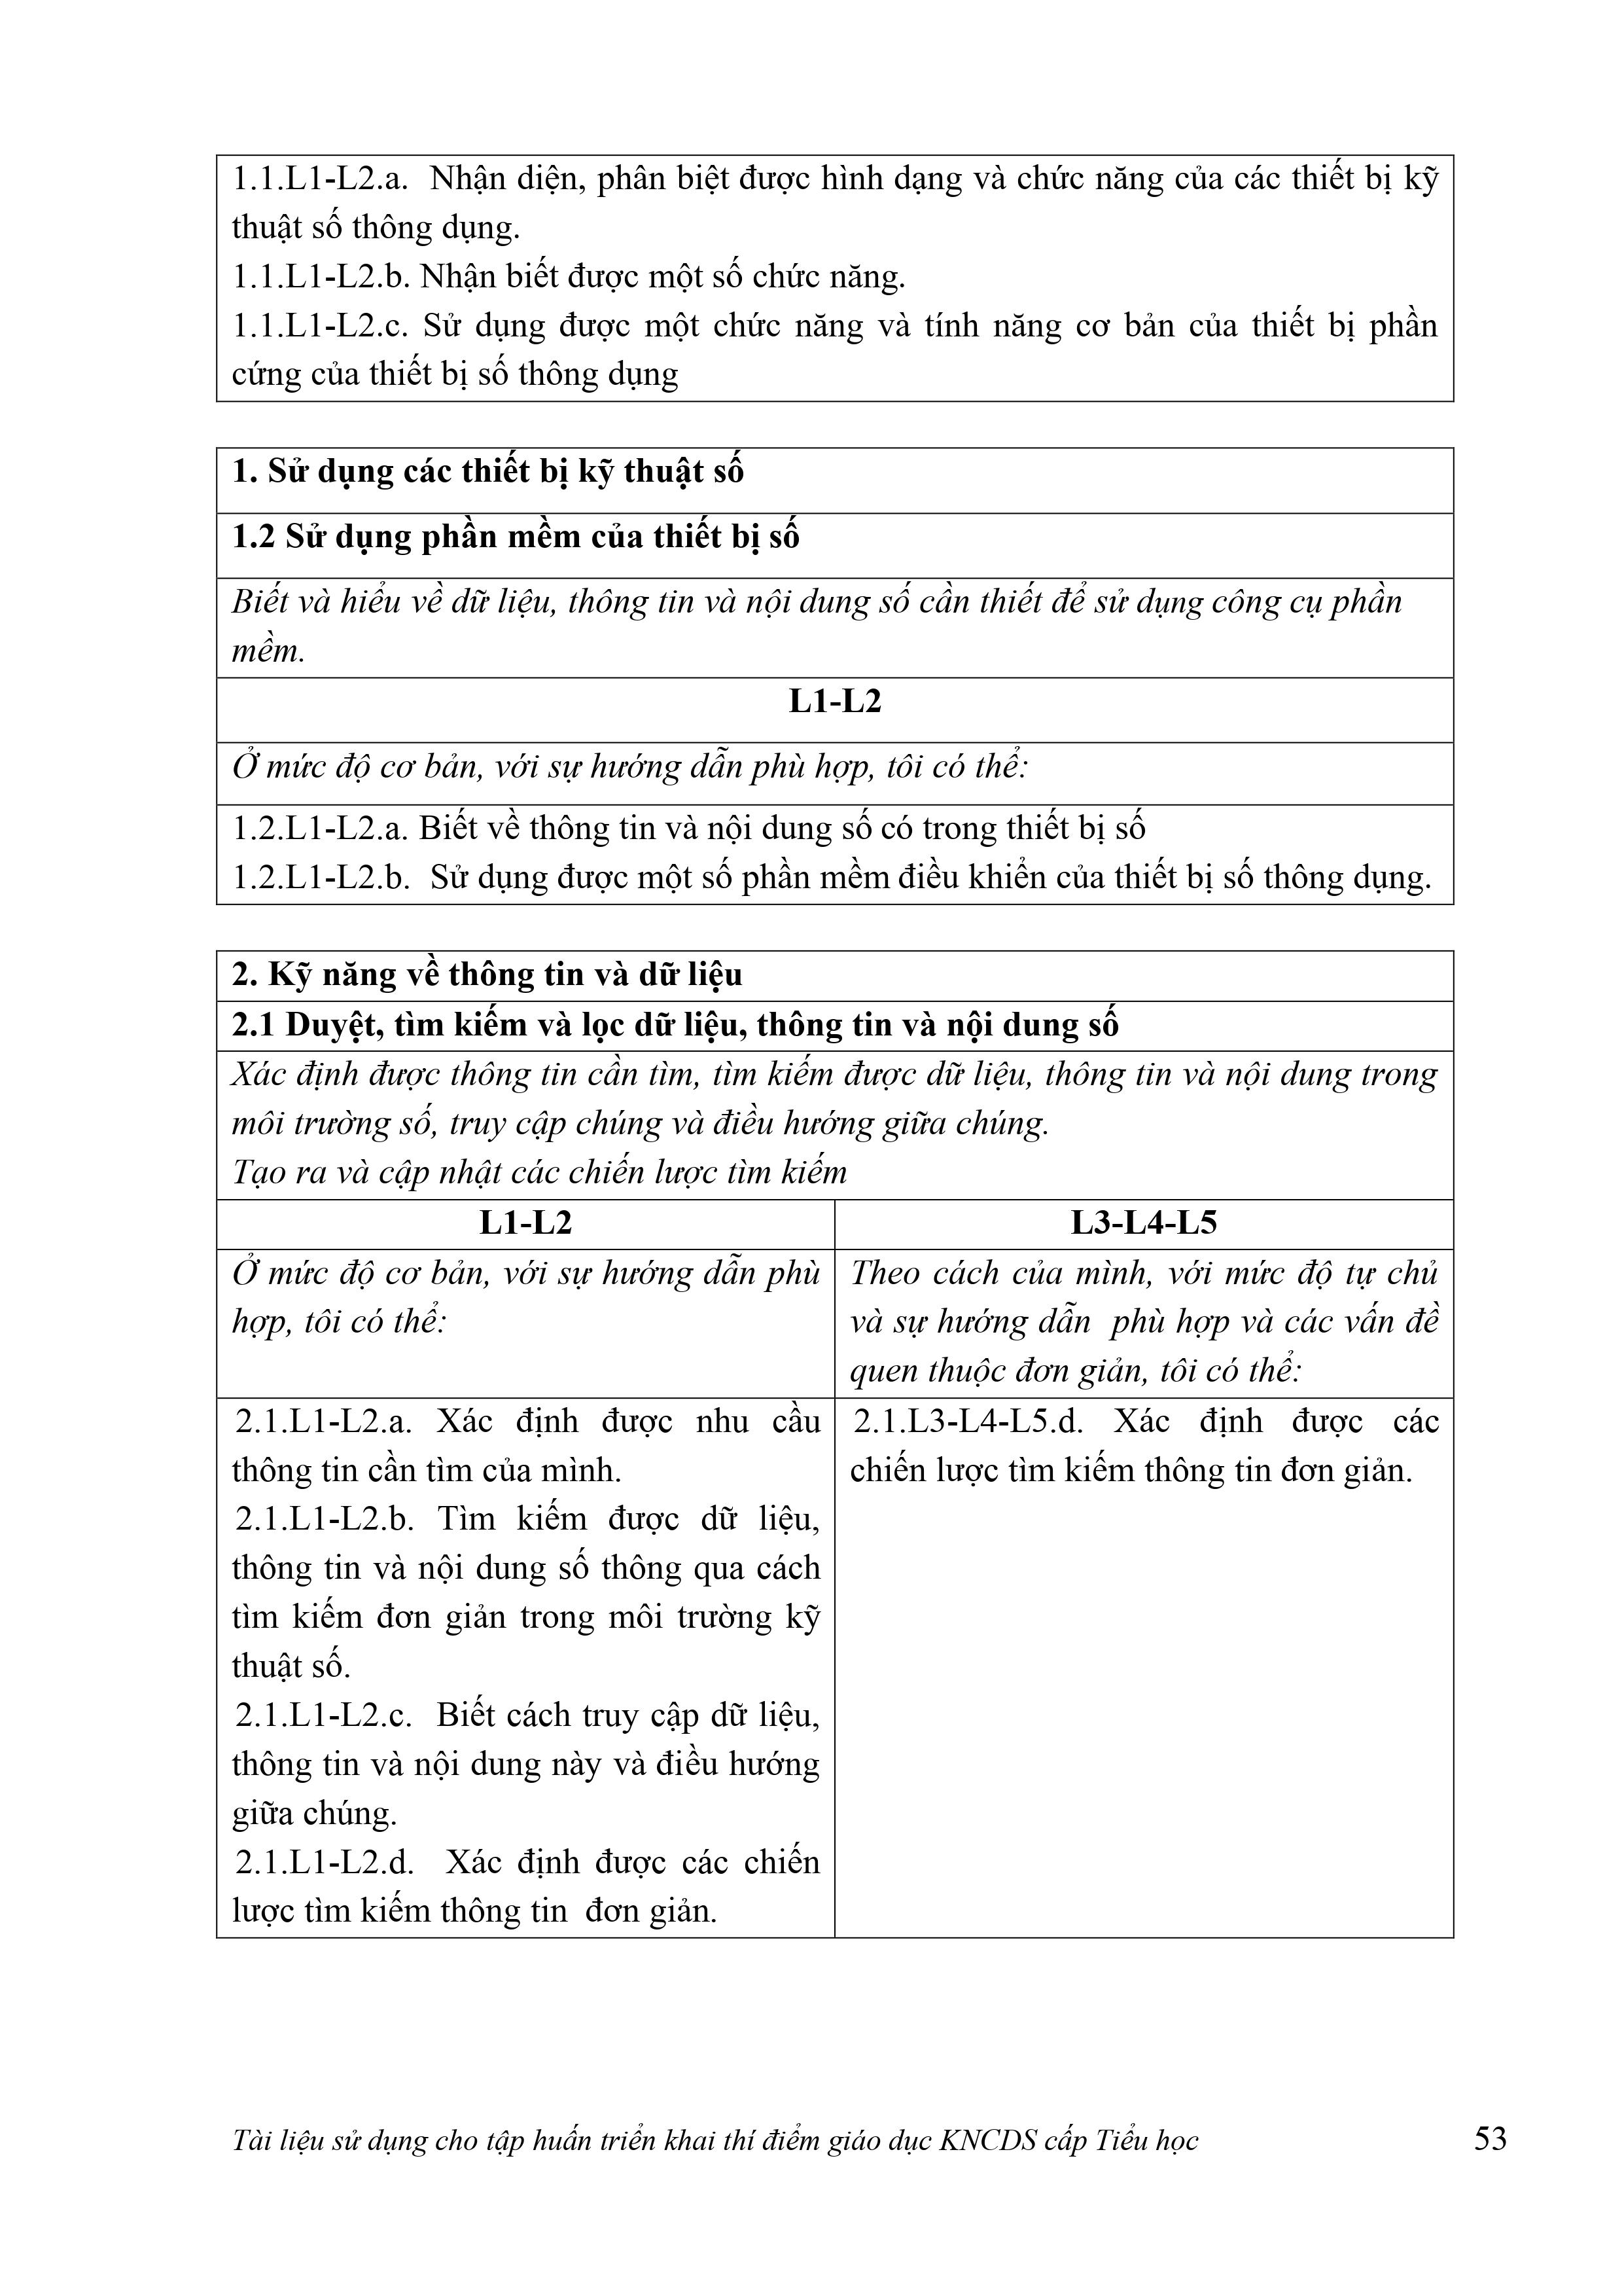 1.1.L1-L2.a.  Nhận diện, phân biệt được hình dạng và chức năng của các thiết bị kỹ
thuật số thông dụng.
1.1.L1-L2.b. Nhận biết được một số chức năng.
1.1.L1-L2.c. Sử dụng được một chức năng và tính năng cơ bản của thiết bị phần
cứng của thiết bị số thông dụng
1. Sử dụng các thiết bị kỹ thuật số
1.2 Sử dụng phần mềm của thiết bị số
Biết và hiểu về dữ liệu, thông tin và nội dung số cần thiết để sử dụng công cụ phần
mềm.
L1-L2
Ở mức độ cơ bản, với sự hướng dẫn phù hợp, tôi có thể:
1.2.L1-L2.a. Biết về thông tin và nội dung số có trong thiết bị số
1.2.L1-L2.b.  Sử dụng được một số phần mềm điều khiển của thiết bị số thông dụng.
2. Kỹ năng về thông tin và dữ liệu
2.1 Duyệt, tìm kiếm và lọc dữ liệu, thông tin và nội dung số
Xác định được thông tin cần tìm, tìm kiếm được dữ liệu, thông tin và nội dung trong
môi trường số, truy cập chúng và điều hướng giữa chúng.
Tạo ra và cập nhật các chiến lược tìm kiếm
L1-L2
L3-L4-L5
Ở mức độ cơ bản, với sự hướng dẫn phù
hợp, tôi có thể:
Theo cách của mình, với mức độ tự chủ
và sự hướng dẫn  phù hợp và các vấn đề
quen thuộc đơn giản, tôi có thể:
2.1.L1-L2.a. Xác định được nhu cầu
thông tin cần tìm của mình.
2.1.L1-L2.b. Tìm kiếm được dữ liệu,
thông tin và nội dung số thông qua cách
tìm kiếm đơn giản trong môi trường kỹ
thuật số.
2.1.L1-L2.c.  Biết cách truy cập dữ liệu,
thông tin và nội dung này và điều hướng
giữa chúng.
2.1.L1-L2.d.  Xác định được các chiến
lược tìm kiếm thông tin  đơn giản.
2.1.L3-L4-L5.d. Xác định được các
chiến lược tìm kiếm thông tin đơn giản.
Tài liệu sử dụng cho tập huấn triển khai thí điểm giáo dục KNCDS cấp Tiểu học
53